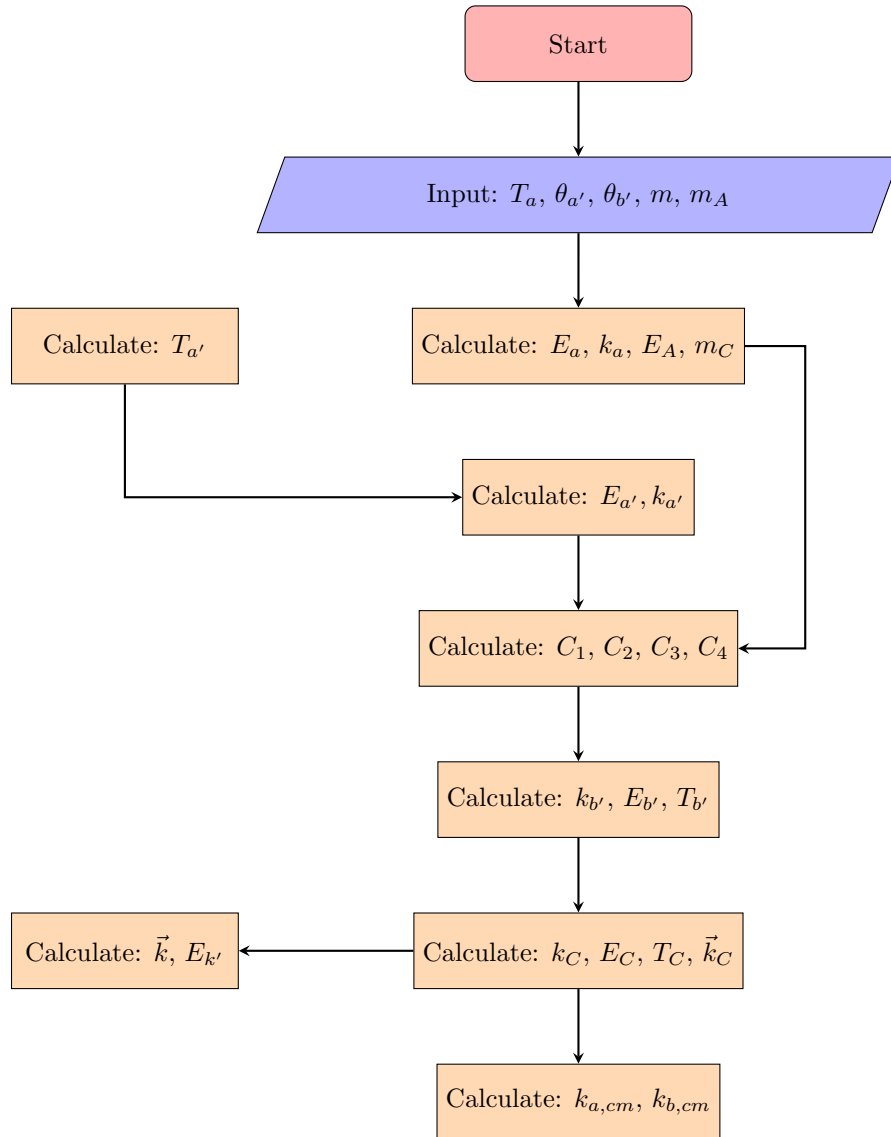 Start
Input: $T_a$, $\theta_{a'}$, $\theta_{b'}$, $m$, $m_A$
Calculate: $T_{a'}$
Calculate: $E_a$, $k_a$, $E_A$, $m_C$
Calculate: $E_{a'}, k_{a'}$
Calculate: $C_1$, $C_2$, $C_3$, $C_4$
Calculate: $k_{b'}$, $E_{b'}$, $T_{b'}$
Calculate: $\vec{k}$, $E_{k'}$
Calculate: $k_C$, $E_C$, $T_C$, $\vec{k}_C$
Calculate: $k_{a,cm}$, $k_{b,cm}$